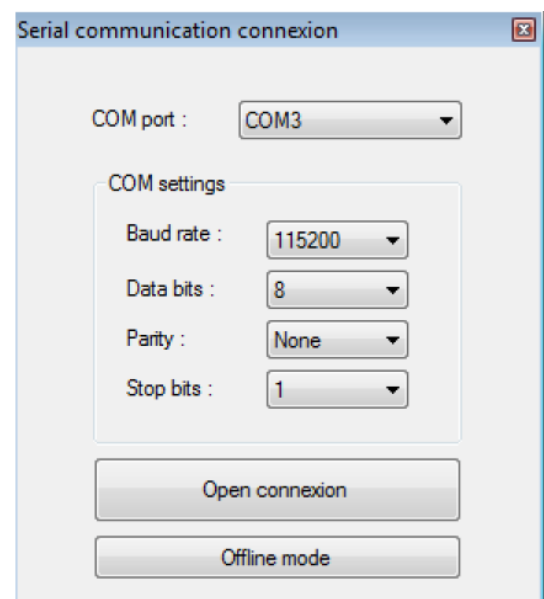 Serial communication connexion
COM port : COM3
COM settings
Baud rate : 115200
Data bits : 8
Parity : None
Stop bits : 1
Open connexion
Offline mode